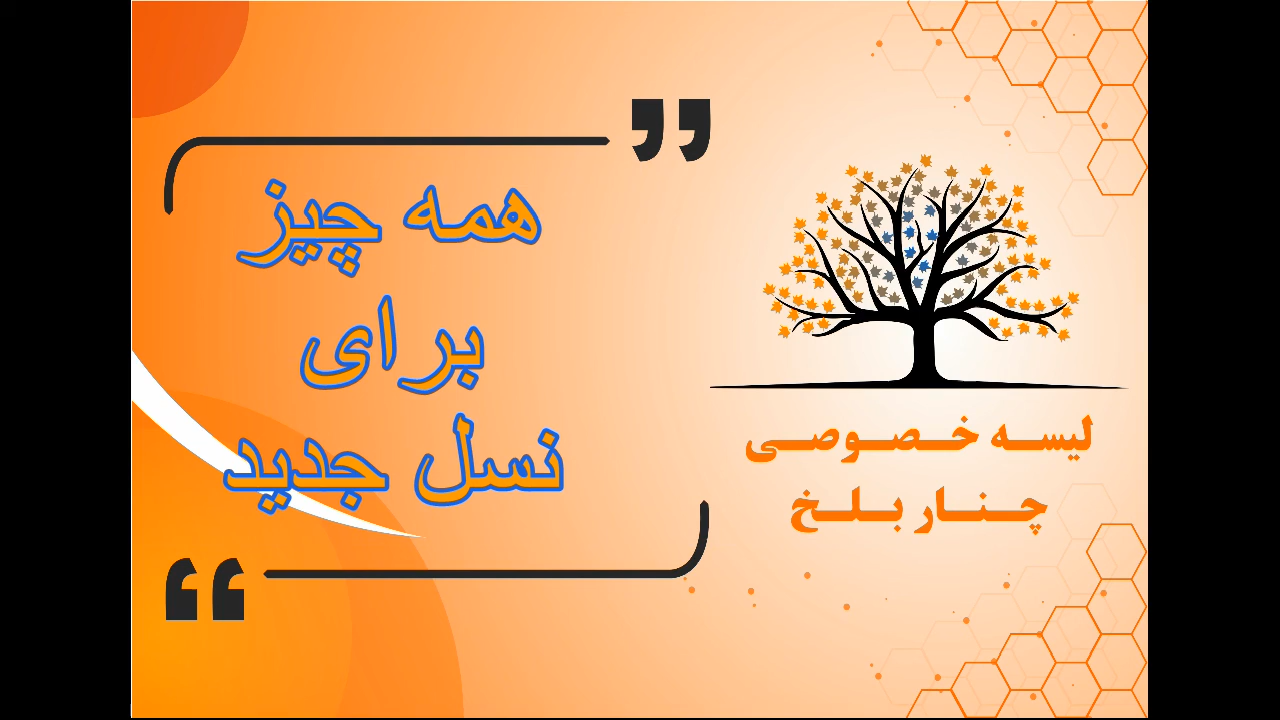 همه چیز
برای
نسل جدید
لیسه خصوصی
چنار بلخ